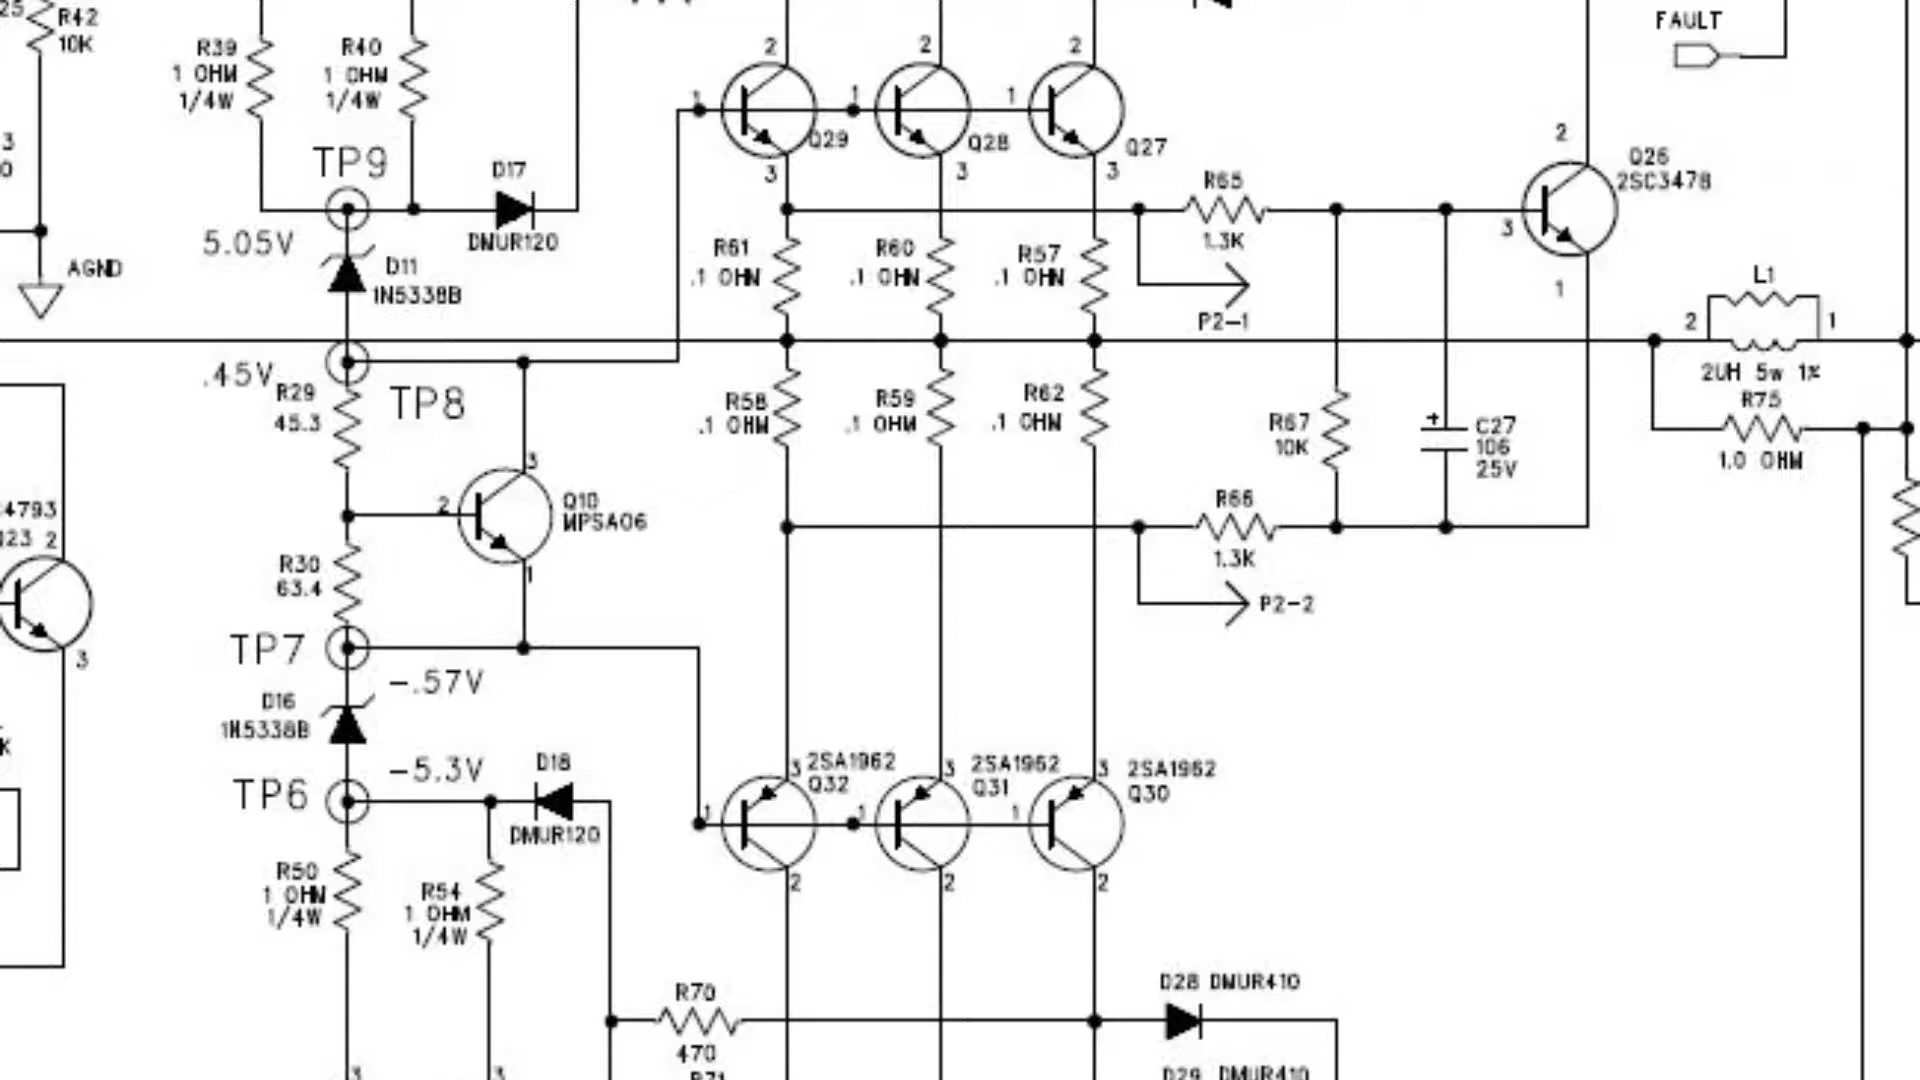 25
R42
10K
R39
1 OHM
1/4W
R40
1 OHM
1/4W
2
2
2
FAULT
1
1
1
Q29
Q28
Q27
3
3
3
3
0
TP9
D17
DMUR120
5.05V
D11
1N5338B
AGND
R65
1.3K
2
Q26
2SC3478
3
1
R61
.1 OHM
R60
.1 OHM
R57
.1 OHM
P2-1
L1
2
1
2UH 5w 1%
R75
1.0 OHM
.45V
TP8
R29
45.3
R58
.1 OHM
R59
.1 OHM
R62
.1 OHM
R67
10K
+
C27
106
25V
3
2
Q10
MPSA06
1
R66
1.3K
P2-2
4793
Q23
2
3
R30
63.4
TP7
-.57V
D16
1N5338B
K
-5.3V
TP6
D18
DMUR120
3
2SA1962
Q32
3
2SA1962
Q31
3
2SA1962
Q30
1
1
1
2
2
2
R50
1 OHM
1/4W
R54
1 OHM
1/4W
R70
470
R71
D28 DMUR410
D29 DMUR410
3
3